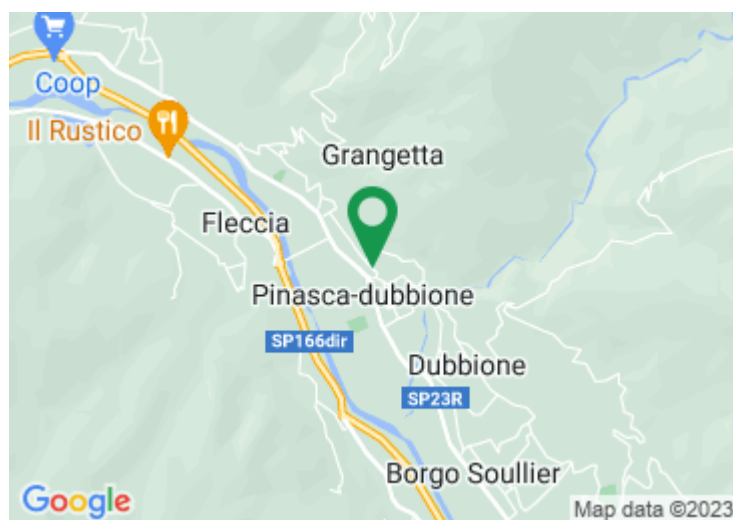 Coop
Il Rustico
Grangetta
Fleccia
Pinasca-dubbione
SP166dir
Dubbione
SP23R
Borgo Soullier
Google
Map data ©2023